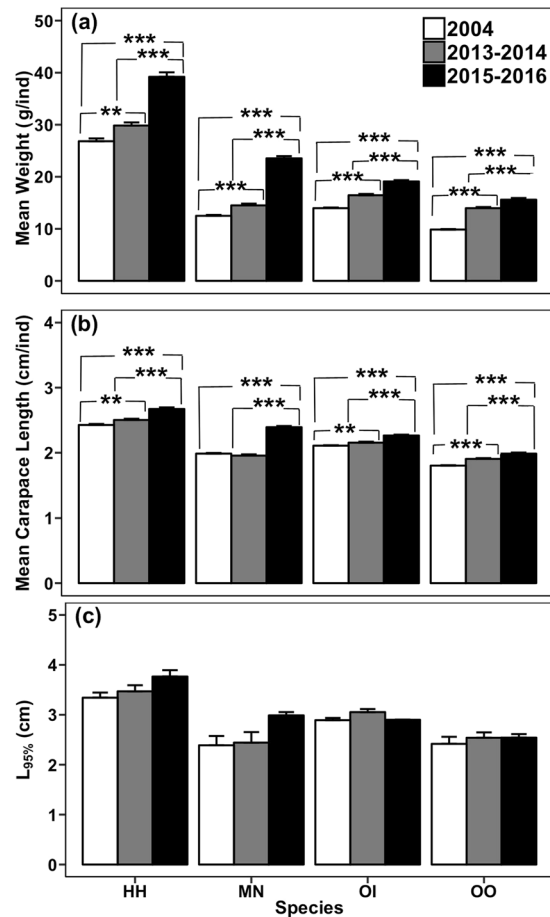 (a)
2004
2013-2014
2015-2016
Mean Weight (g/ind)
50
40
30
20
10
0
*** *** **
*** *** ***
*** *** ***
*** *** ***
(b)
Mean Carapace Length (cm/ind)
4
3
2
1
0
*** *** **
*** ***
*** *** **
*** *** ***
(c)
L95% (cm)
5
4
3
2
1
0
HH MN OI OO
Species